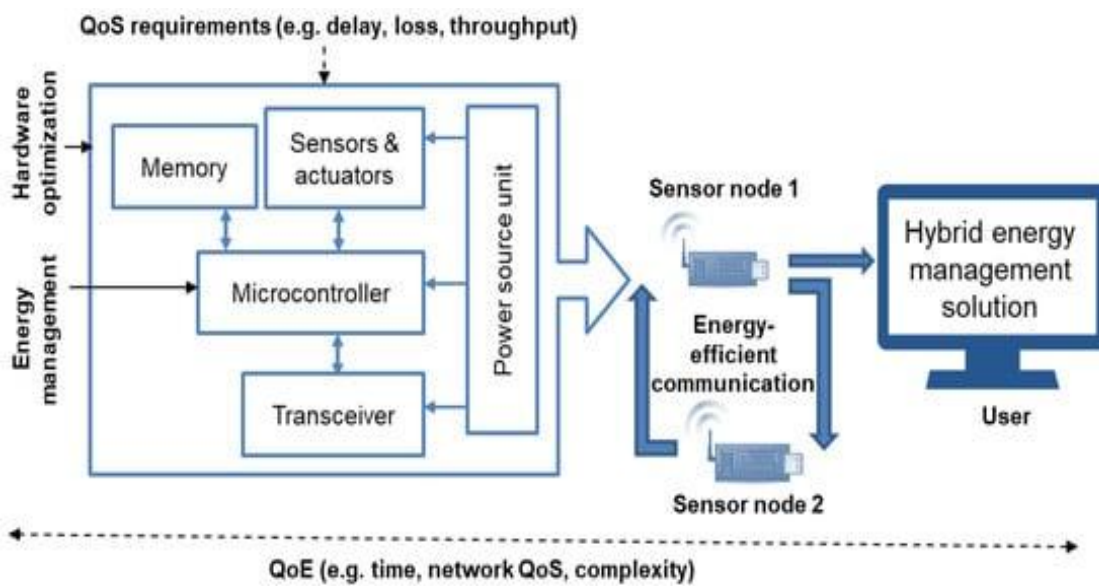 QoS requirements (e.g. delay, loss, throughput)
Hardware
optimization
Energy
management
Memory
Sensors &
actuators
Microcontroller
Transceiver
Power source unit
Sensor node 1
Energy-
efficient
communication
Sensor node 2
Hybrid energy
management
solution
User
QoE (e.g. time, network QoS, complexity)